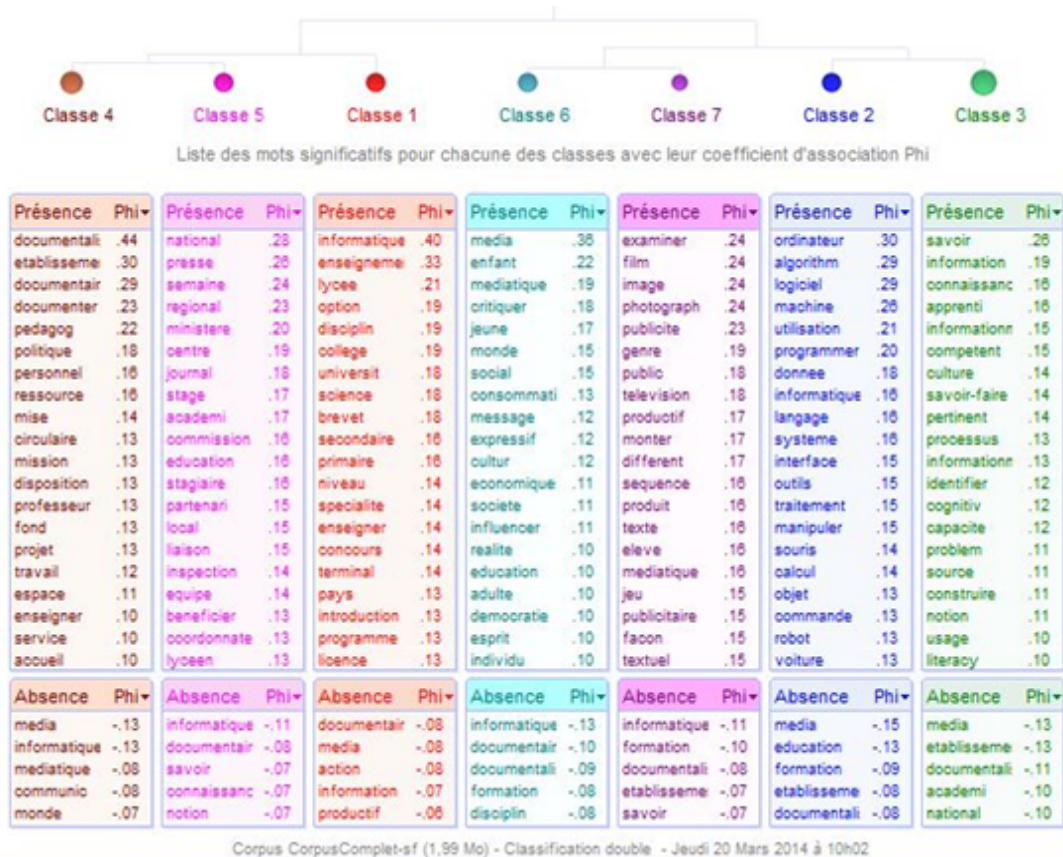 Classe 4 Classe 5 Classe 1 Classe 6 Classe 7 Classe 2 Classe 3
Liste des mots significatifs pour chacune des classes avec leur coefficient d'association Phi
Présence Phi Présence Phi Présence Phi Présence Phi Présence Phi Présence Phi Présence Phi
documentali .44 national .28 informatique .40 media .36 examiner .24 ordinateur .30 savoir .26
etablisseme .30 presse .26 enseigneme .33 enfant .22 film .24 algorithm .29 information .19
documentair .29 semaine .24 lycee .21 mediatique .19 image .24 logiciel .29 connaissanc .16
documenter .23 regional .23 option .19 critiquer .18 photograph .24 machine .26 apprenti .16
pedagog .22 ministere .20 disciplin .19 jeune .17 publicite .23 utilisation .21 informationn .15
politique .18 centre .19 college .19 monde .15 genre .19 programmer .20 competent .15
personnel .16 journal .18 universit .18 social .15 public .18 donnee .18 culture .14
ressource .16 stage .17 science .18 consommati .13 television .18 informatique .16 savoir-faire .14
mise .14 academi .17 brevet .18 message .12 productif .17 langage .16 pertinent .14
circulaire .13 commission .16 secondaire .16 expressif .12 monter .17 systeme .16 processus .13
mission .13 education .16 primaire .16 cultur .12 different .17 interface .15 informationn .13
disposition .13 stagiaire .16 niveau .14 economique .11 sequence .16 outils .15 identifier .12
professeur .13 partenari .15 specialite .14 societe .11 produit .16 traitement .15 cognitiv .12
fond .13 local .15 enseigner .14 influencer .11 texte .16 manipuler .15 capacite .12
projet .13 liaison .15 concours .14 realite .10 eleve .16 souris .14 problem .11
travail .12 inspection .14 terminal .14 education .10 mediatique .16 calcul .14 source .11
espace .11 equipe .14 pays .13 adulte .10 jeu .15 objet .13 construire .11
enseigner .10 beneficier .13 introduction .13 democratie .10 publicitaire .15 commande .13 notion .11
service .10 coordonnate .13 programme .13 esprit .10 facon .15 robot .13 usage .10
accueil .10 lyceen .13 licence .13 individu .10 textuel .15 voiture .13 literacy .10
Absence Phi Absence Phi Absence Phi Absence Phi Absence Phi Absence Phi Absence Phi
media -.13 informatique -.11 documentair -.08 informatique -.13 informatique -.11 media -.15 media -.13
informatique -.13 documentair -.08 media -.08 documentair -.10 formation -.10 education -.13 etablisseme -.13
mediatique -.08 savoir -.07 action -.08 documentali -.09 documentali -.08 formation -.09 documentali -.11
communic -.08 connaissanc -.07 information -.07 formation -.08 etablisseme -.07 etablisseme -.08 academi -.10
monde -.07 notion -.07 productif -.06 disciplin -.08 savoir -.07 documentali -.08 national -.10
Corpus CorpusComplet-sf (1,99 Mo) - Classification double - Jeudi 20 Mars 2014 à 10h02